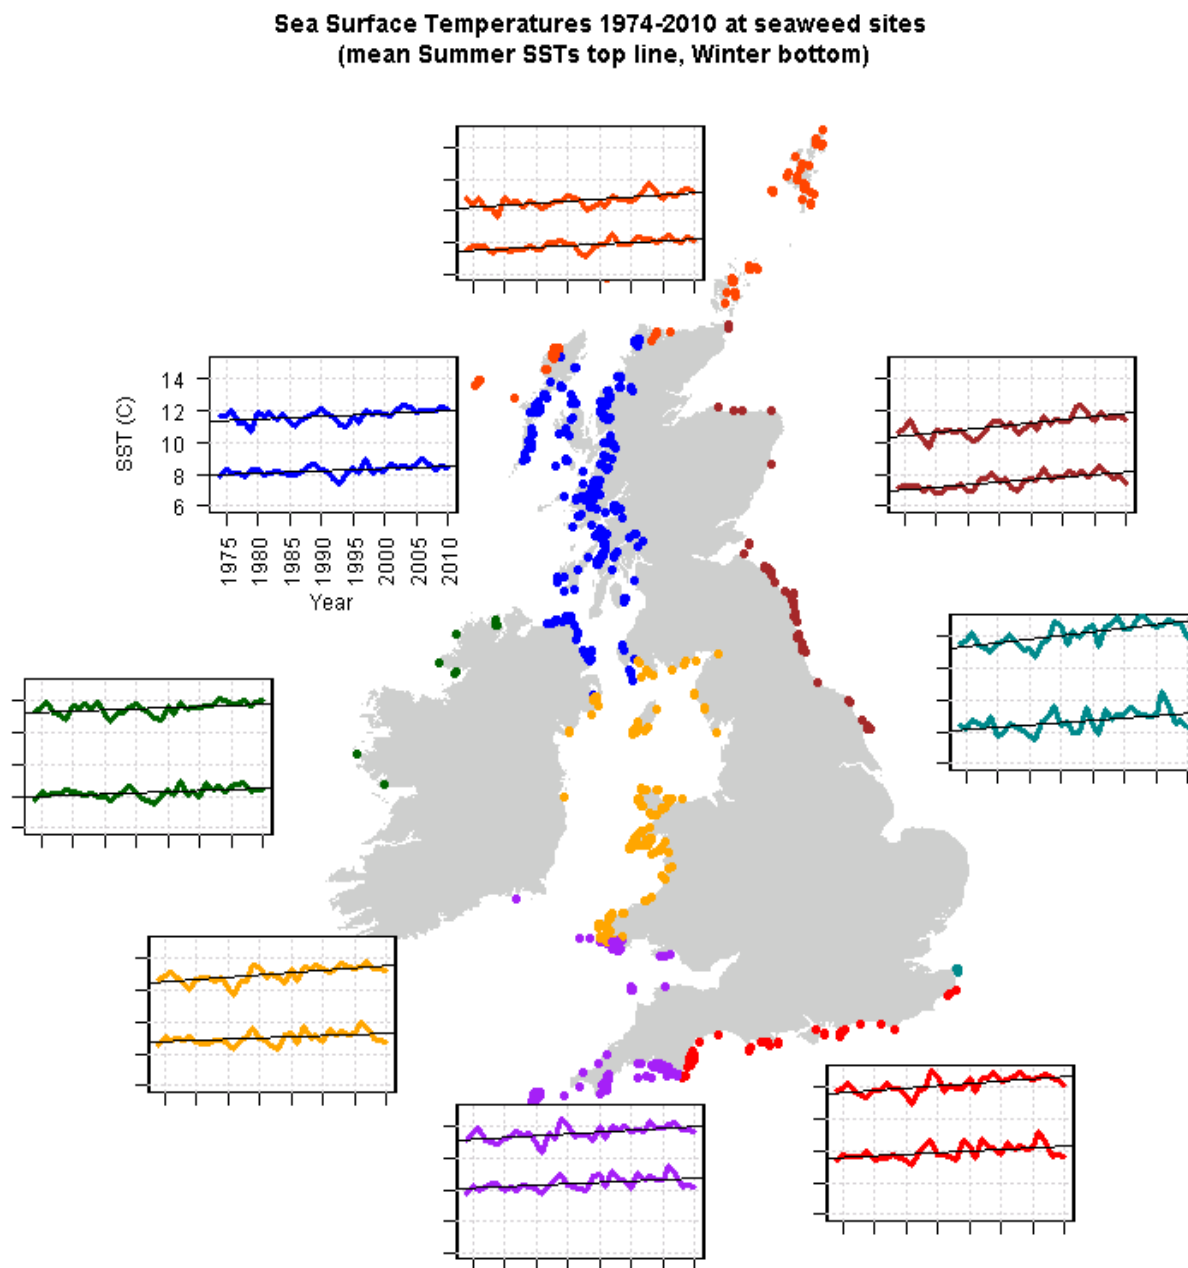 Sea Surface Temperatures 1974-2010 at seaweed sites
(mean Summer SSTs top line, Winter bottom)
SST (C)
14
12
10
8
6
1975 1980 1985 1990 1995 2000 2005 2010
Year